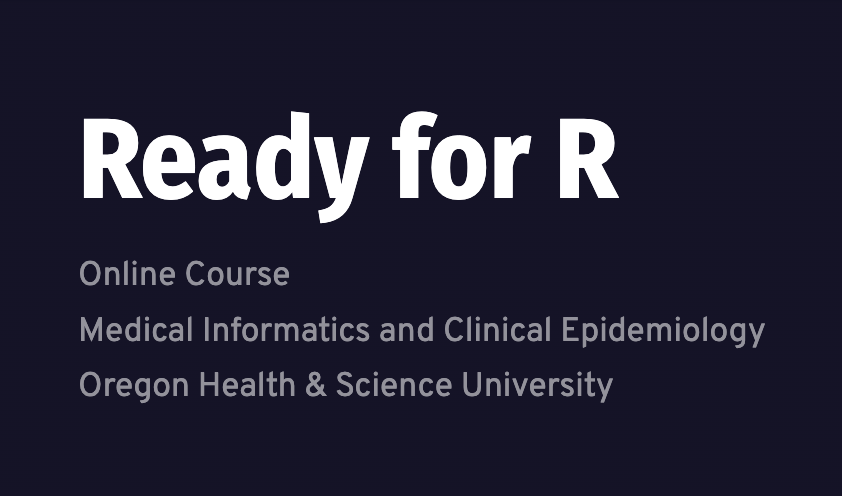 Ready for R
Online Course
Medical Informatics and Clinical Epidemiology
Oregon Health & Science University